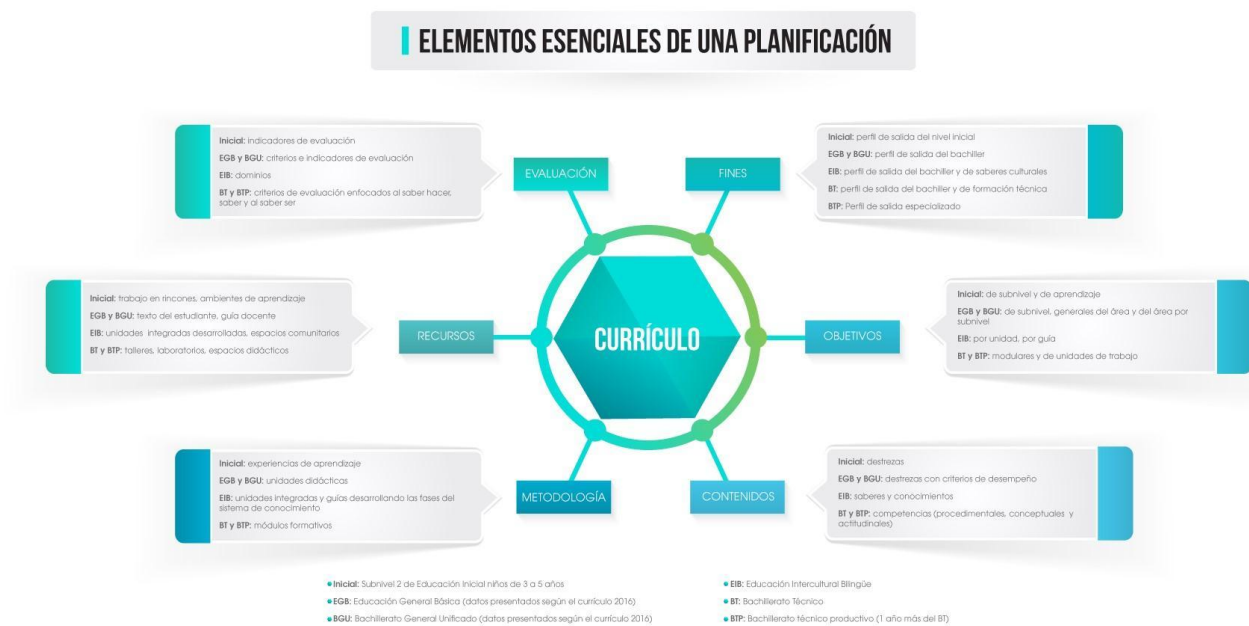 ELEMENTOS ESENCIALES DE UNA PLANIFICACIÓN
EVALUACIÓN
Inicial: indicadores de evaluación
EGB y BGU: criterios e indicadores de evaluación
EIB: dominios
BT y BTP: criterios de evaluación enfocados al saber hacer,
saber y al saber ser
FINES
Inicial: perfil de salida del nivel inicial
EGB y BGU: perfil de salida del bachiller
EIB: perfil de salida del bachiller y de saberes culturales
BT: perfil de salida del bachiller y de formación técnica
BTP: Perfil de salida especializado
RECURSOS
Inicial: trabajo en rincones, ambientes de aprendizaje
EGB y BGU: texto del estudiante, guía docente
EIB: unidades integradas desarrolladas, espacios comunitarios
BT y BTP: talleres, laboratorios, espacios didácticos
CURRÍCULO
OBJETIVOS
Inicial: de subnivel y de aprendizaje
EGB y BGU: de subnivel, generales del área y del área por
subnivel
EIB: por unidad, por guía
BT y BTP: modulares y de unidades de trabajo
METODOLOGÍA
Inicial: experiencias de aprendizaje
EGB y BGU: unidades didácticas
EIB: unidades integradas y guías desarrollando las fases del
sistema de conocimiento
BT y BTP: módulos formativos
CONTENIDOS
Inicial: destrezas
EGB y BGU: destrezas con criterios de desempeño
EIB: saberes y conocimientos
BT y BTP: competencias (procedimentales, conceptuales y
actitudinales)
Inicial: Subnivel 2 de Educación Inicial niños de 3 a 5 años
EGB: Educación General Básica (datos presentados según el currículo 2016)
BGU: Bachillerato General Unificado (datos presentados según el currículo 2016)
EIB: Educación Intercultural Bilingüe
BT: Bachillerato Técnico
BTP: Bachillerato técnico productivo (1 año más del BT)